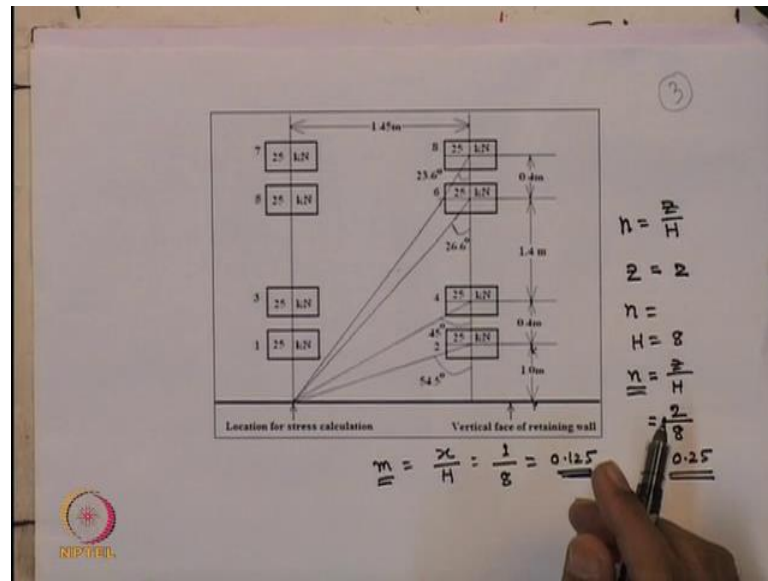 3
1.45m
7 25 kN
8 25 kN
23.6°
0.4m
5 25 kN
6 25 kN
26.6°
1.4 m
3 25 kN
4 25 kN
45°
0.4m
1 25 kN
2 25 kN
54.5°
1.0m
Location for stress calculation
Vertical face of retaining wall
n = z/H
z = 2
n =
H = 8
n = z/H
= 2/8
0.25
m = x/H = 1/8 = 0.125
NPTEL